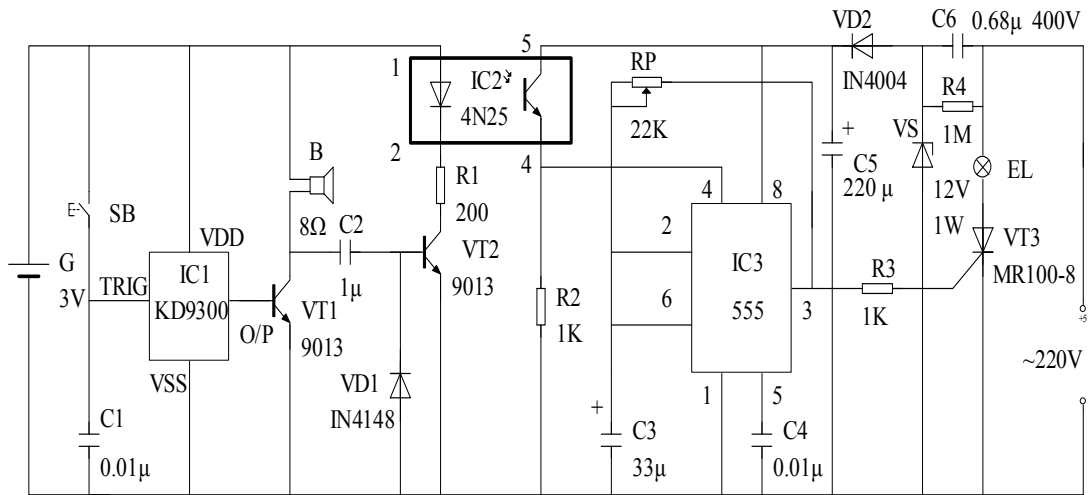 VD2
C6
0.68μ 400V
5
1
IC2
4N25
RP
IN4004
R4
22K
1M
2
4
+
C5
220 μ
VS
12V
1W
EL
B
R1
200
8Ω
C2
1μ
SB
VDD
VT2
9013
4
8
2
IC3
555
6
3
VT3
MR100-8
R3
1K
G
3V
TRIG
IC1
KD9300
O/P
VT1
9013
R2
1K
+5
~220V
VSS
VD1
IN4148
1
5
C1
0.01μ
+
C3
33μ
C4
0.01μ